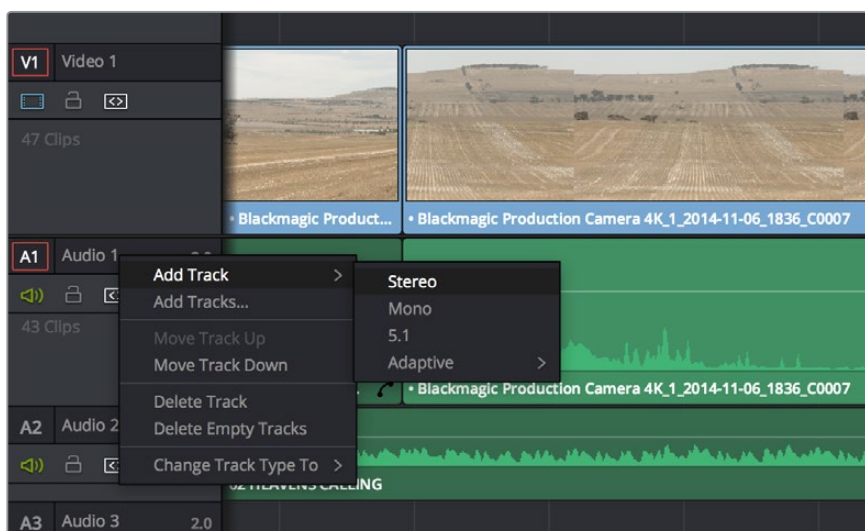 V1 Video 1
47 Clips
• Blackmagic Product...
• Blackmagic Production Camera 4K_1_2014-11-06_1836_C0007
A1 Audio 1
43 Clips
Add Track >
Add Tracks...
Move Track Up
Move Track Down
Delete Track
Delete Empty Tracks
Change Track Type To >
Stereo
Mono
5.1
Adaptive >
• Blackmagic Production Camera 4K_1_2014-11-06_1836_C0007
A2 Audio 2
02 HEAVENS CALLING
A3 Audio 3 2.0